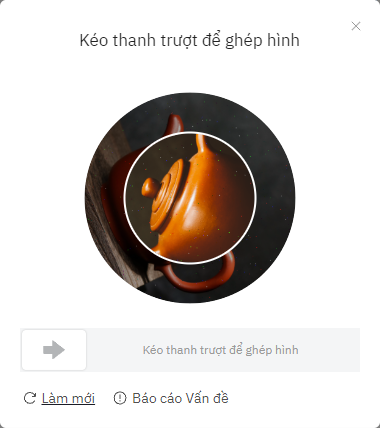 Kéo thanh trượt để ghép hình
Kéo thanh trượt để ghép hình
Làm mới
Báo cáo Vấn đề